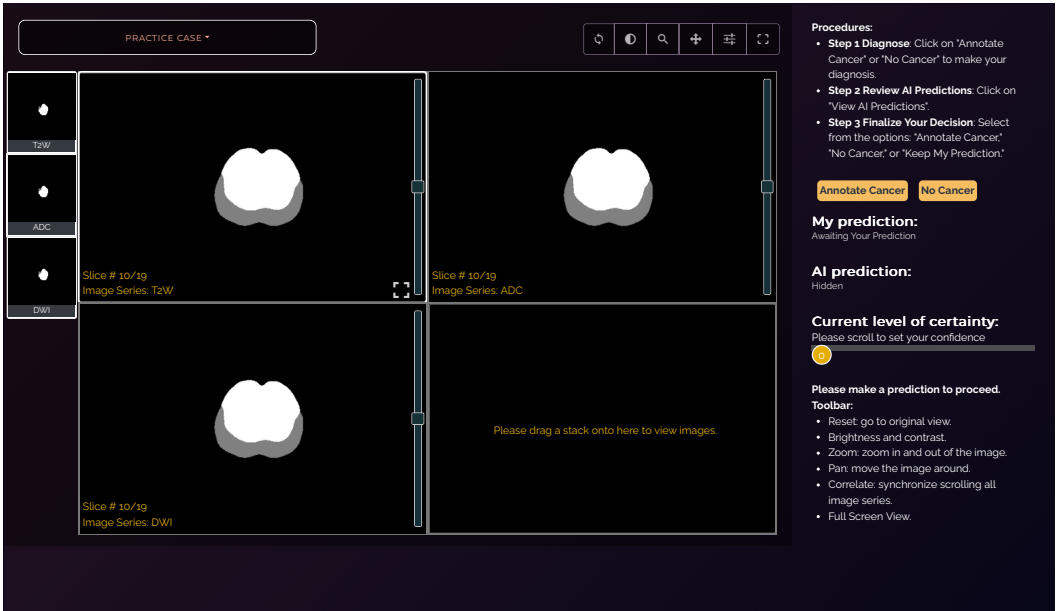 PRACTICE CASE
T2W
ADC
DWI
Slice # 10/19
Image Series: T2W
Slice # 10/19
Image Series: ADC
Slice # 10/19
Image Series: DWI
Please drag a stack onto here to view images.
Procedures:
• Step 1 Diagnose: Click on "Annotate
Cancer" or "No Cancer" to make your
diagnosis.
• Step 2 Review AI Predictions: Click on
"View AI Predictions".
• Step 3 Finalize Your Decision: Select
from the options: "Annotate Cancer,"
"No Cancer," or "Keep My Prediction."
Annotate Cancer
No Cancer
My prediction:
Awaiting Your Prediction
AI prediction:
Hidden
Current level of certainty:
Please scroll to set your confidence
0
Please make a prediction to proceed.
Toolbar:
• Reset: go to original view.
• Brightness and contrast.
• Zoom: zoom in and out of the image.
• Pan: move the image around.
• Correlate: synchronize scrolling all
image series.
• Full Screen View.